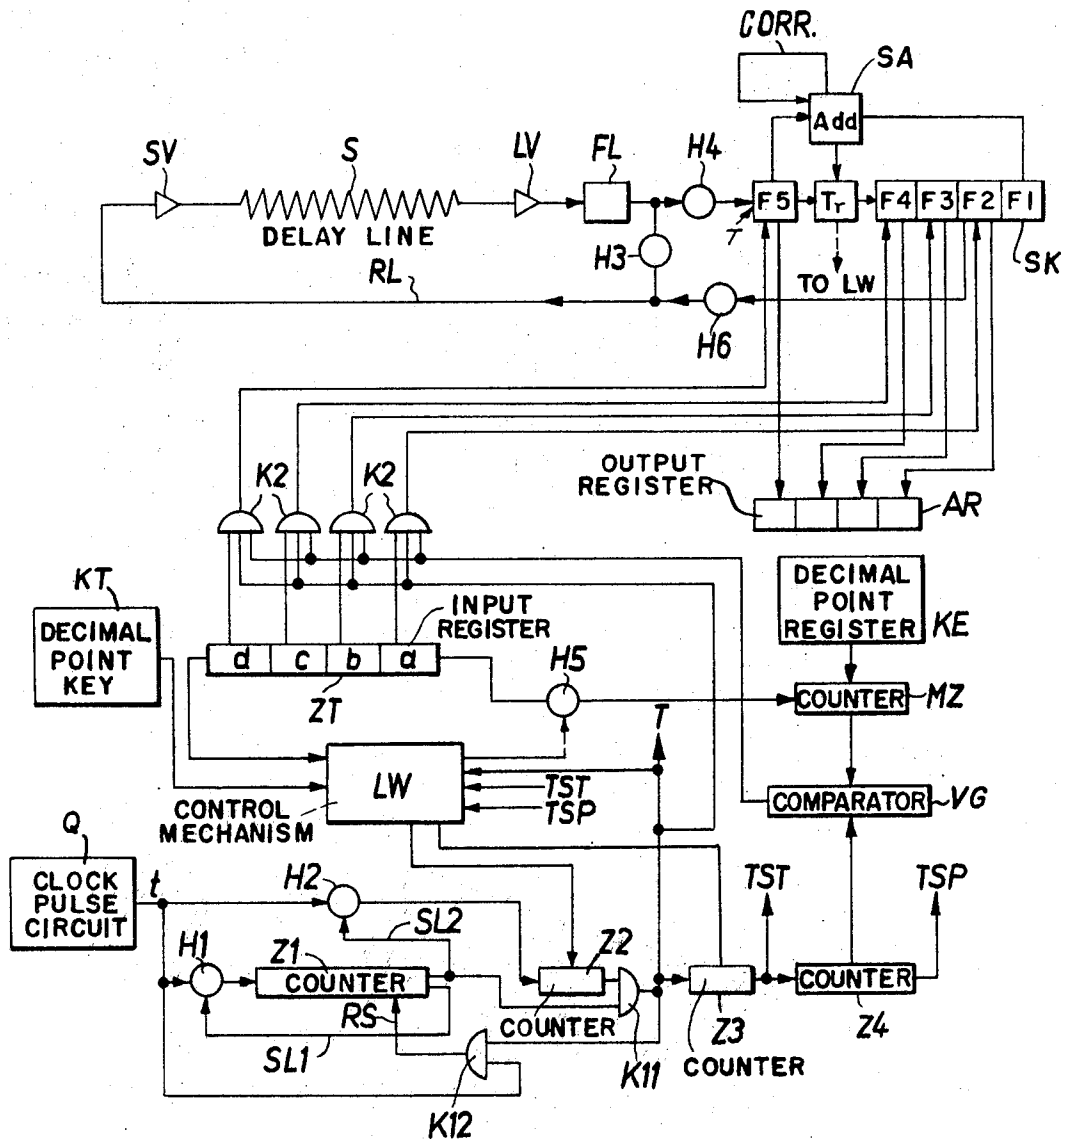 CORR.
SA
Add
SV
S
LV
FL
H4
F5
Tr
F4 F3 F2 F1
DELAY LINE
H3
T
SK
RL
TO LW
H6
OUTPUT
REGISTER
K2
K2
AR
KT
DECIMAL
POINT
KEY
INPUT
REGISTER
d c b a
ZT
H5
DECIMAL
POINT
REGISTER
KE
COUNTER
MZ
T
LW
TST
TSP
CONTROL
MECHANISM
COMPARATOR
VG
Q
CLOCK
PULSE
CIRCUIT
t
H2
SL2
TST
TSP
H1
Z1
COUNTER
Z2
COUNTER
RS
SL1
K11
Z3
COUNTER
COUNTER
Z4
K12